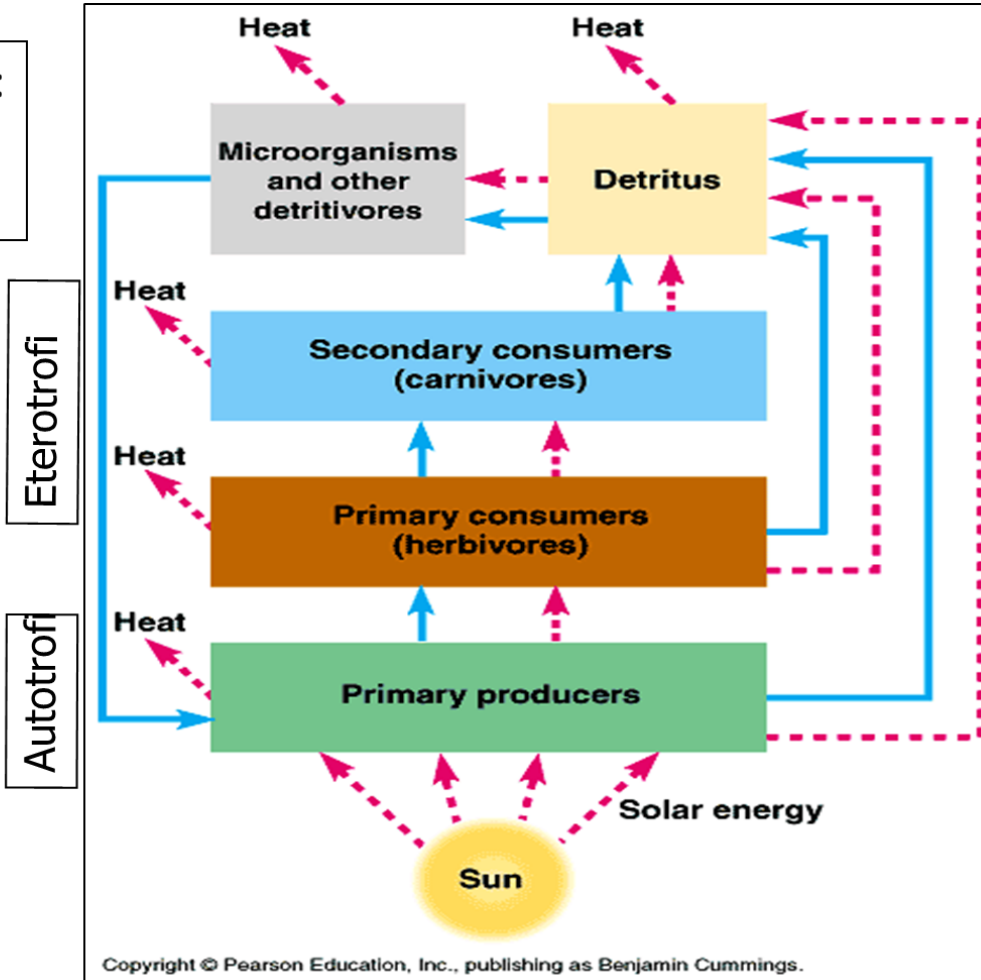 Heat
Heat
:
Microorganisms
and other
detritivores
Detritus
Heat
Secondary consumers
(carnivores)
Eterotrofi
Heat
Primary consumers
(herbivores)
Heat
Autotrofi
Primary producers
Solar energy
Sun
Copyright © Pearson Education, Inc., publishing as Benjamin Cummings.